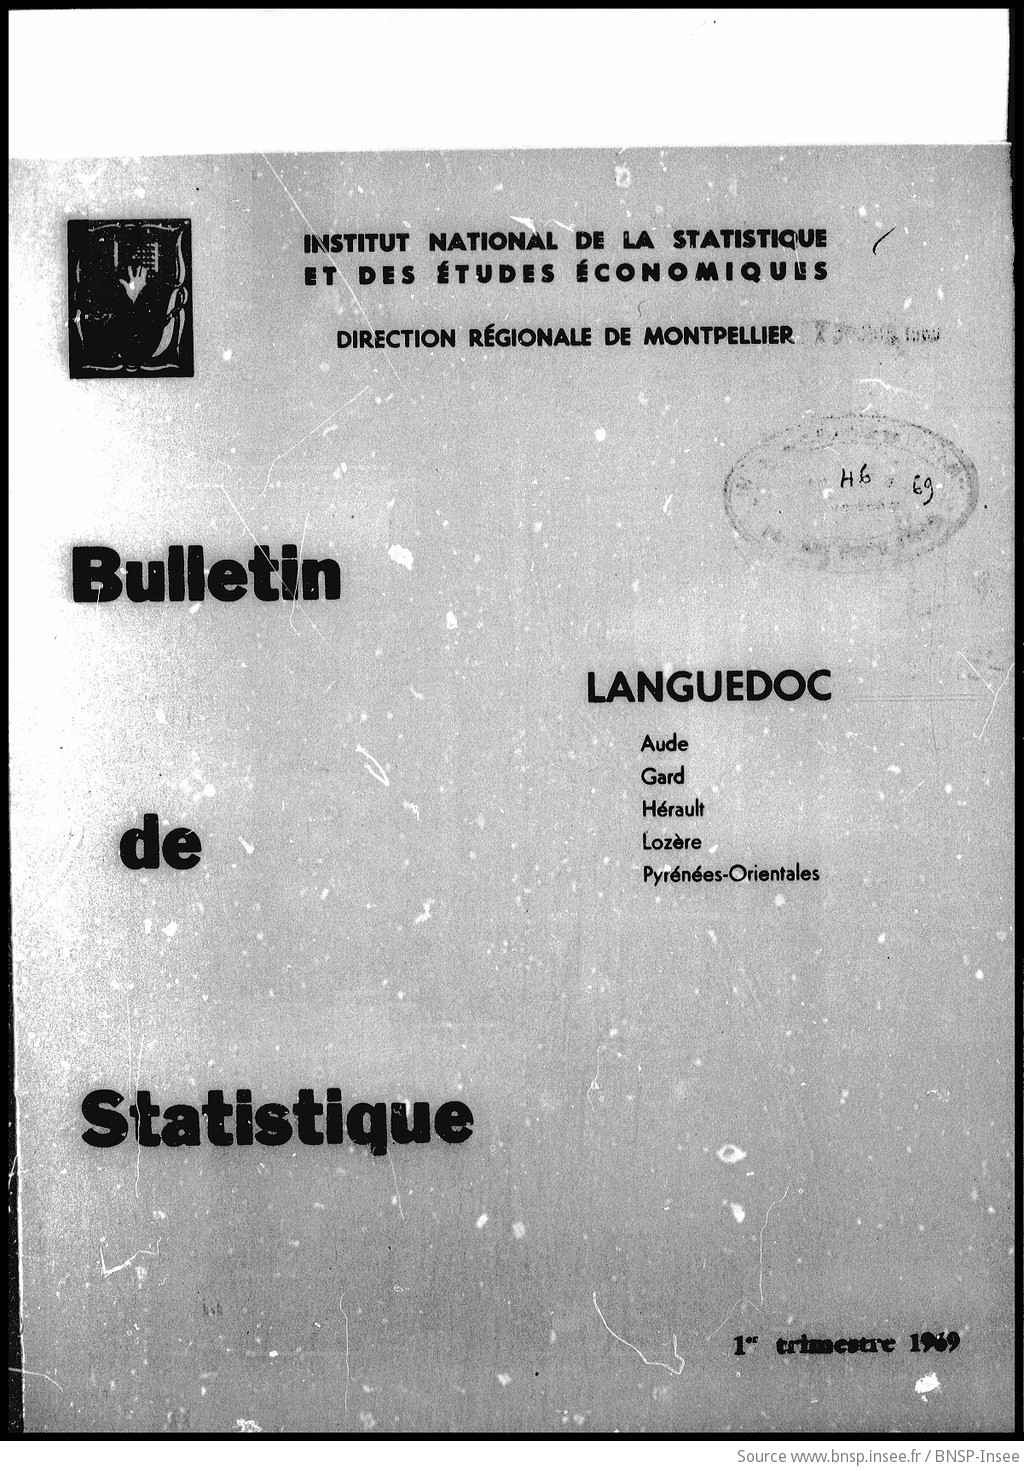 INSTITUT NATIONAL DE LA STATISTIQUE
ET DES ÉTUDES ÉCONOMIQUES
DIRECTION RÉGIONALE DE MONTPELLIER
H6 69
Bulletin
LANGUEDOC
Aude
Gard
Hérault
Lozère
Pyrénées-Orientales
de
Statistique
1er trimestre 1969
Source www.bnsp.insee.fr / BNSP-Insee